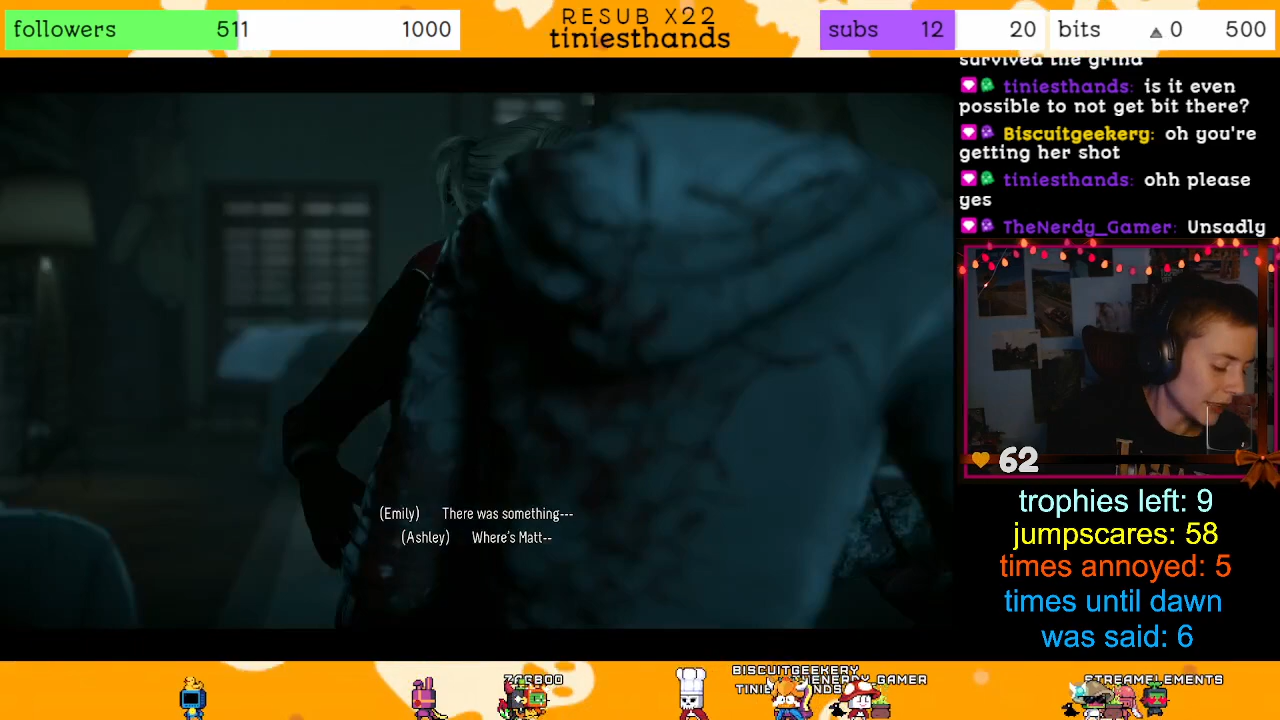 followers 511 1000
RESUB X22
tiniesthands
subs 12 20
bits 0 500
survived the grind
tiniesthands: is it even
possible to not get bit there?
Biscuitgeekery: oh you're
getting her shot
tiniesthands: ohh please
yes
TheNerdy_Gamer: Unsadly
62
(Emily) There was something---
(Ashley) Where's Matt--
trophies left: 9
jumpscares: 58
times annoyed: 5
times until dawn
was said: 6
BISCUITGEEKERY
STREAMELEMENTS